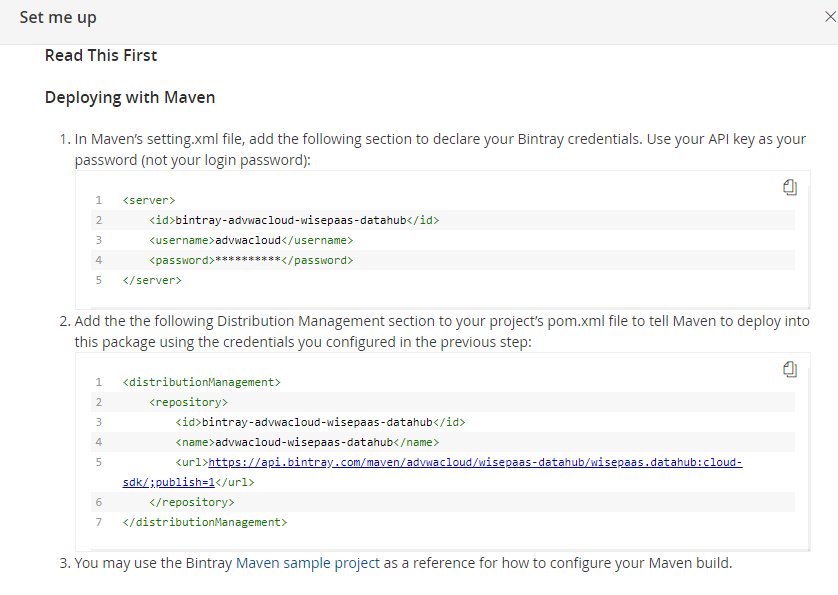 Set me up
Read This First
Deploying with Maven
1. In Maven’s setting.xml file, add the following section to declare your Bintray credentials. Use your API key as your
password (not your login password):
1 <server>
2 <id>bintray-advwacloud-wisepaas-datahub</id>
3 <username>advwacloud</username>
4 <password>**********</password>
5 </server>
2. Add the the following Distribution Management section to your project’s pom.xml file to tell Maven to deploy into
this package using the credentials you configured in the previous step:
1 <distributionManagement>
2 <repository>
3 <id>bintray-advwacloud-wisepaas-datahub</id>
4 <name>advwacloud-wisepaas-datahub</name>
5 <url>https://api.bintray.com/maven/advwacloud/wisepaas-datahub/wisepaas.datahub:cloud-
sdk/;publish=1</url>
6 </repository>
7 </distributionManagement>
3. You may use the Bintray Maven sample project as a reference for how to configure your Maven build.